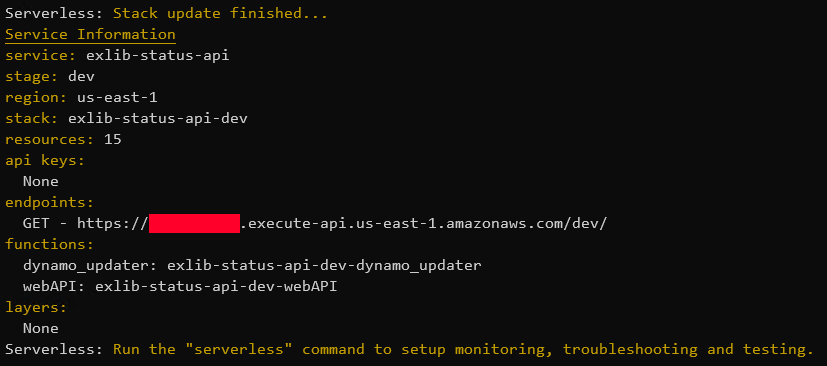 Serverless: Stack update finished...
Service Information
service: exlib-status-api
stage: dev
region: us-east-1
stack: exlib-status-api-dev
resources: 15
api keys:
  None
endpoints:
  GET - https://.execute-api.us-east-1.amazonaws.com/dev/
functions:
  dynamo_updater: exlib-status-api-dev-dynamo_updater
  webAPI: exlib-status-api-dev-webAPI
layers:
  None
Serverless: Run the "serverless" command to setup monitoring, troubleshooting and testing.